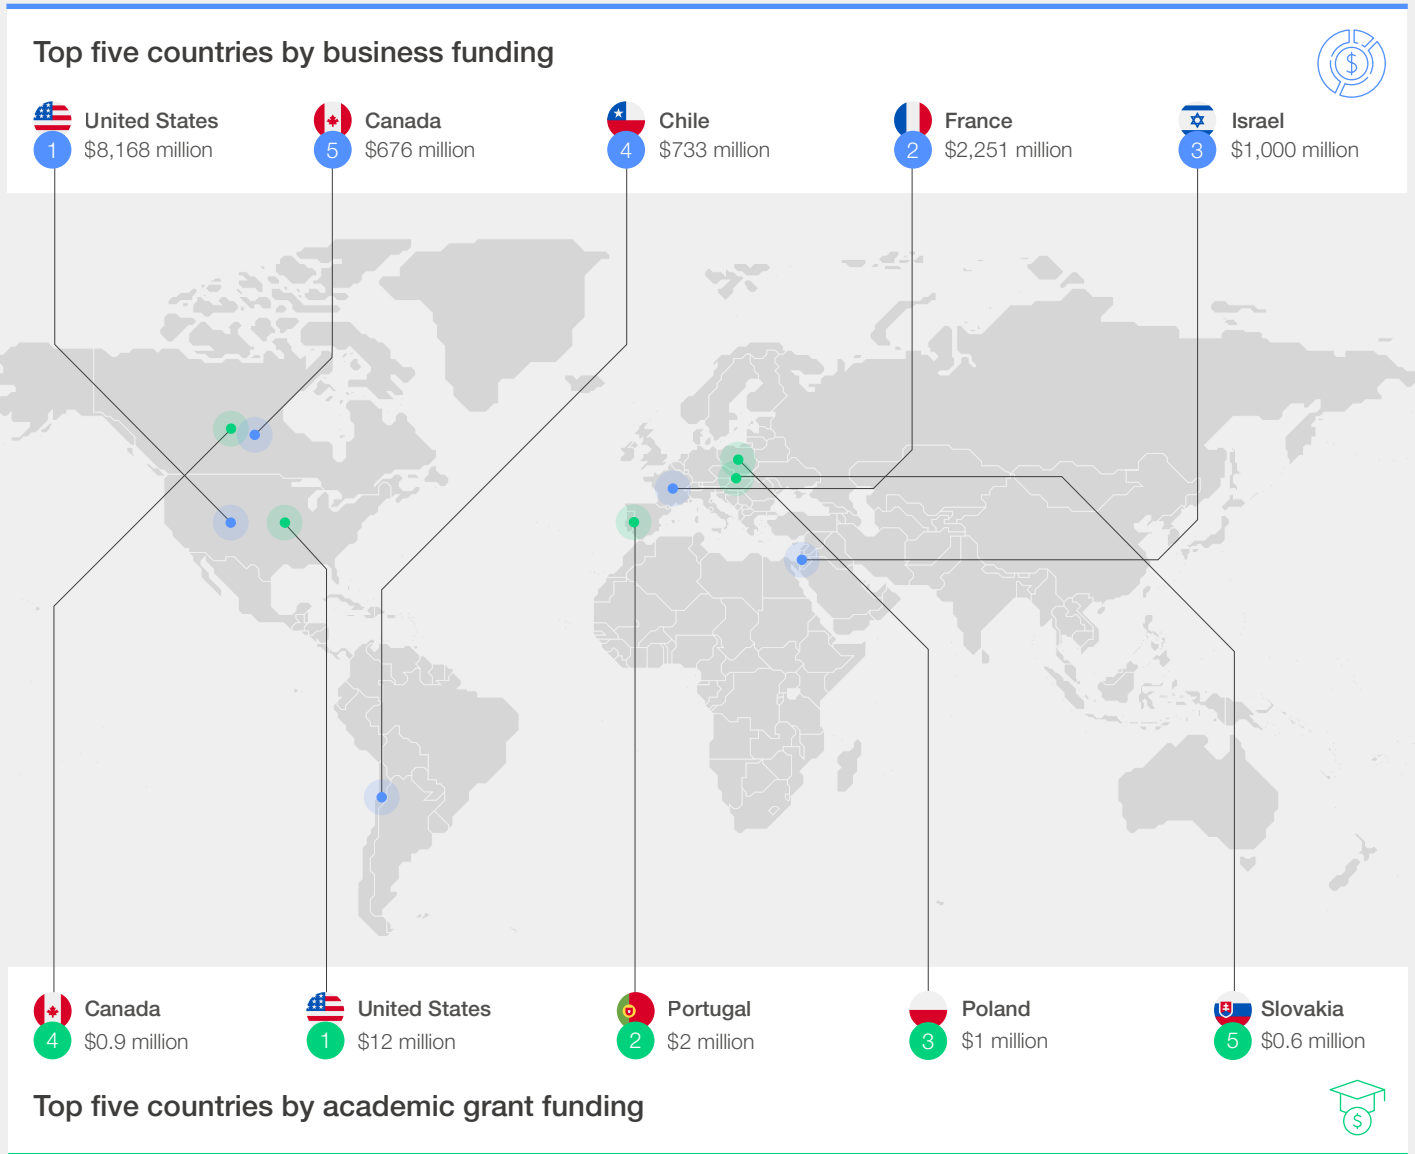 Top five countries by business funding
$
United States
1
$8,168 million
Canada
5
$676 million
Chile
4
$733 million
France
2
$2,251 million
Israel
3
$1,000 million
Canada
4
$0.9 million
United States
1
$12 million
Portugal
2
$2 million
Poland
3
$1 million
Slovakia
5
$0.6 million
Top five countries by academic grant funding
$